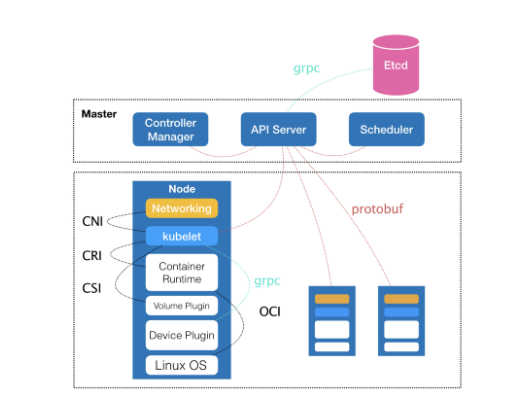 Etcd
grpc
Master
Controller
Manager
API Server
Scheduler
Node
Networking
protobuf
CNI
kubelet
CRI
Container
Runtime
grpc
CSI
Volume Plugin
OCI
Device Plugin
Linux OS